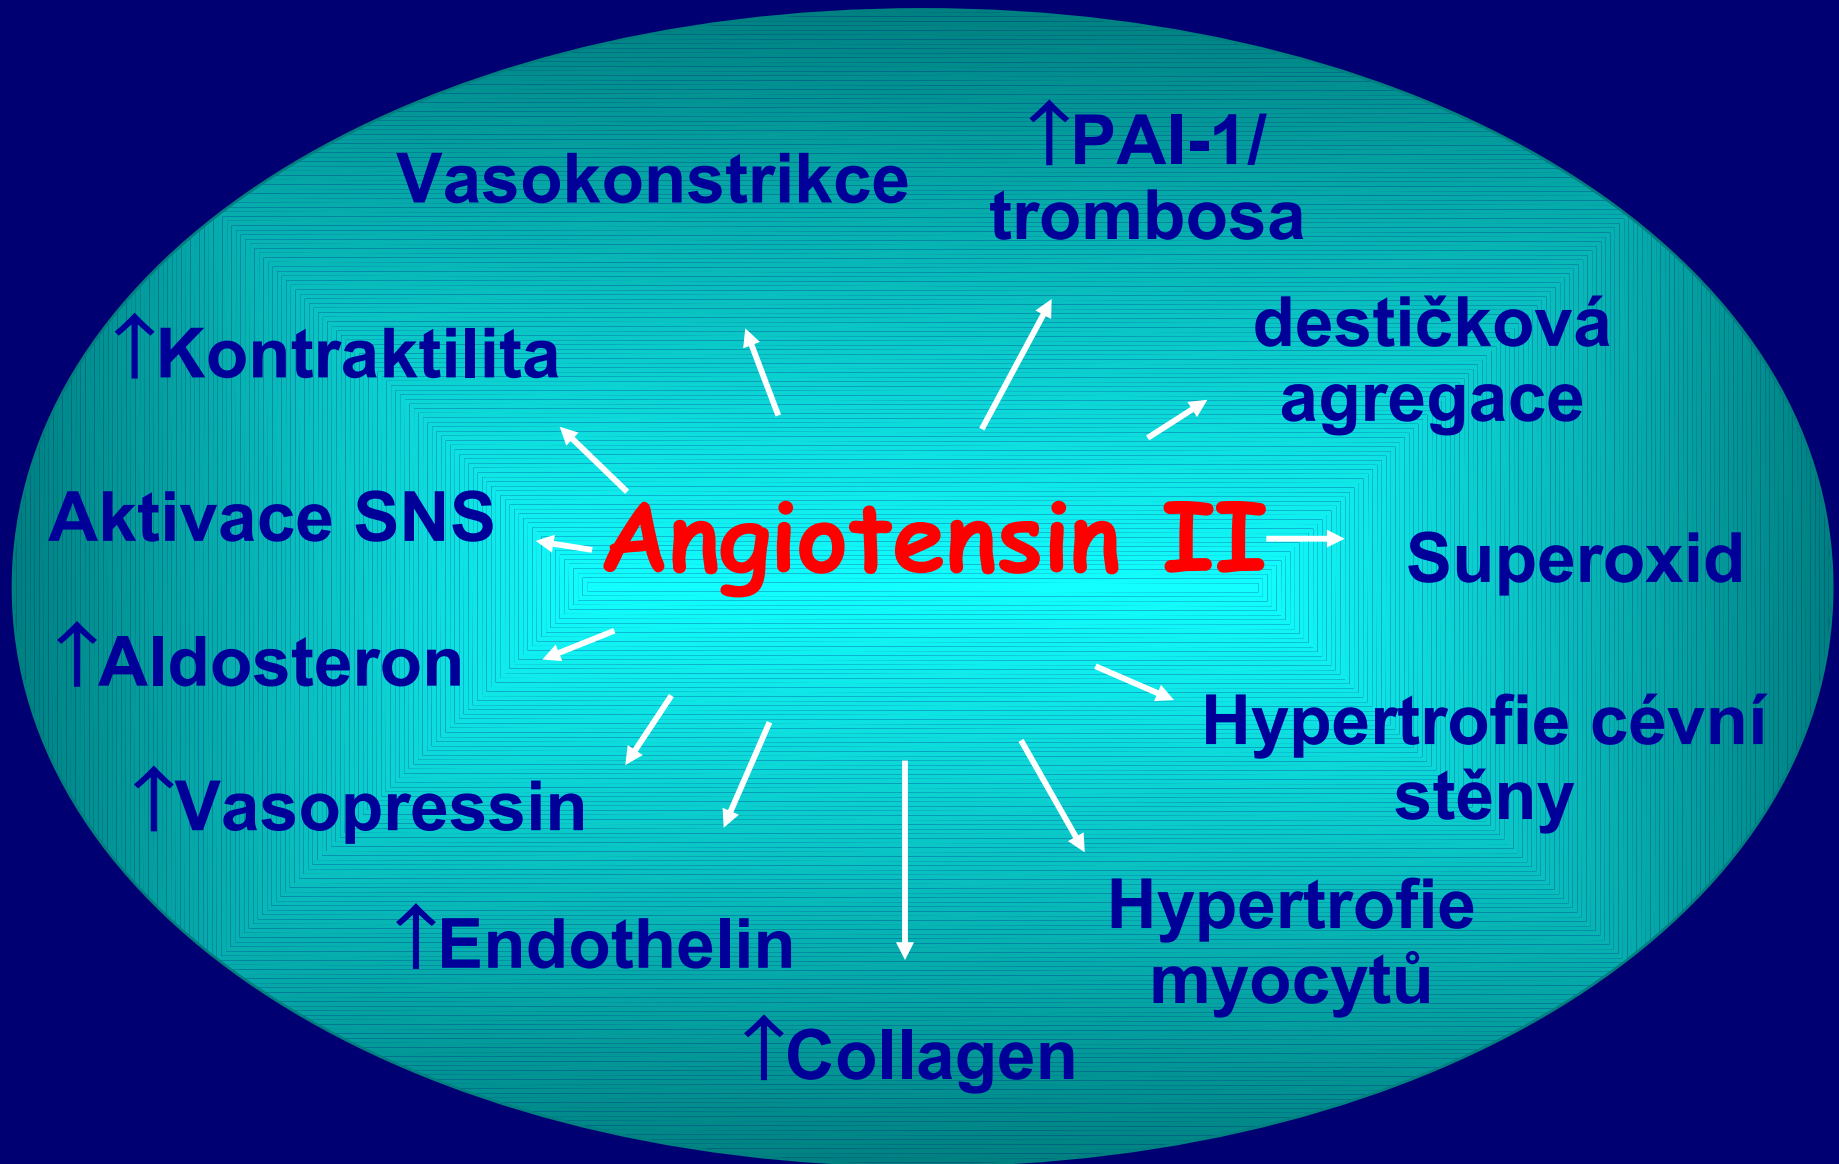 ↑PAI-1/
trombosa
Vasokonstrikce
destičková
agregace
↑Kontraktilita
Aktivace SNS
Angiotensin II
Superoxid
↑Aldosteron
Hypertrofie cévní
stěny
↑Vasopressin
Hypertrofie
myocytů
↑Endothelin
↑Collagen